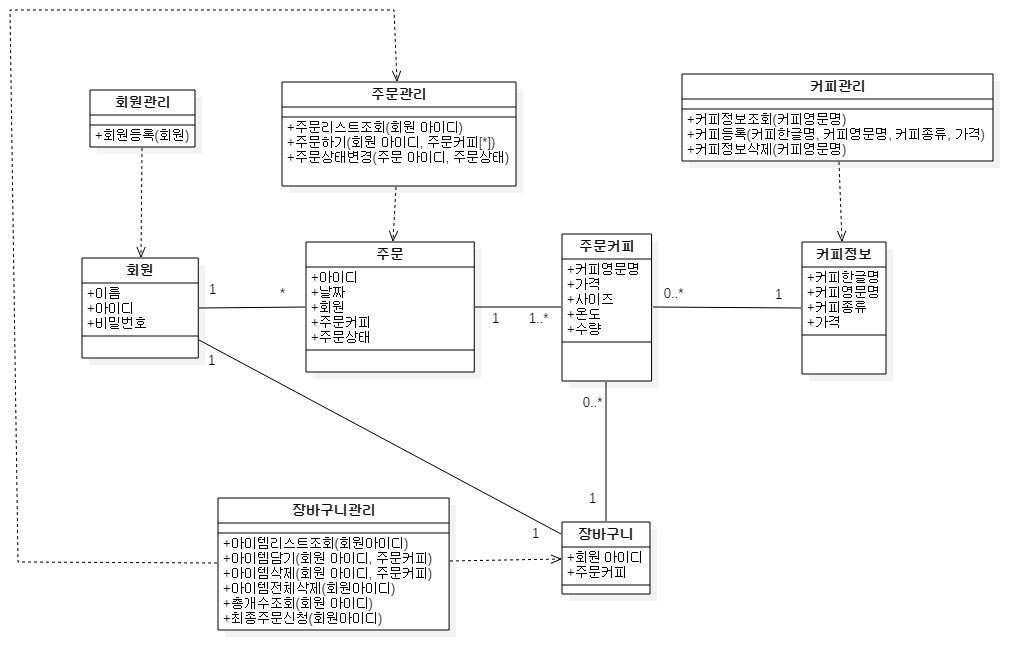 주문관리
+주문리스트조회(회원 아이디)
+주문하기(회원 아이디, 주문커피[*])
+주문상태변경(주문 아이디, 주문상태)
회원관리
+회원등록(회원)
커피관리
+커피정보조회(커피영문명)
+커피등록(커피한글명, 커피영문명, 커피종류, 가격)
+커피정보삭제(커피영문명)
회원
+이름
+아이디
+비밀번호
1
*
주문
+아이디
+날짜
+회원
+주문커피
+주문상태
1
1..*
주문커피
+커피영문명
+가격
+사이즈
+온도
+수량
0..*
1
커피정보
+커피한글명
+커피영문명
+커피종류
+가격
1
0..*
1
1
장바구니관리
+아이템리스트조회(회원아이디)
+아이템담기(회원 아이디, 주문커피)
+아이템삭제(회원 아이디, 주문커피)
+아이템전체삭제(회원아이디)
+총개수조회(회원 아이디)
+최종주문신청(회원아이디)
장바구니
+회원 아이디
+주문커피